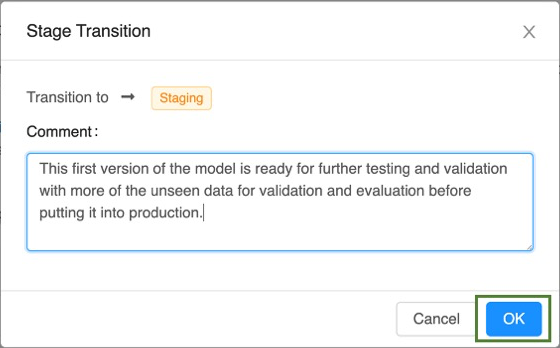 Stage Transition
Transition to → Staging
Comment:
This first version of the model is ready for further testing and validation
with more of the unseen data for validation and evaluation before
putting it into production.
Cancel OK